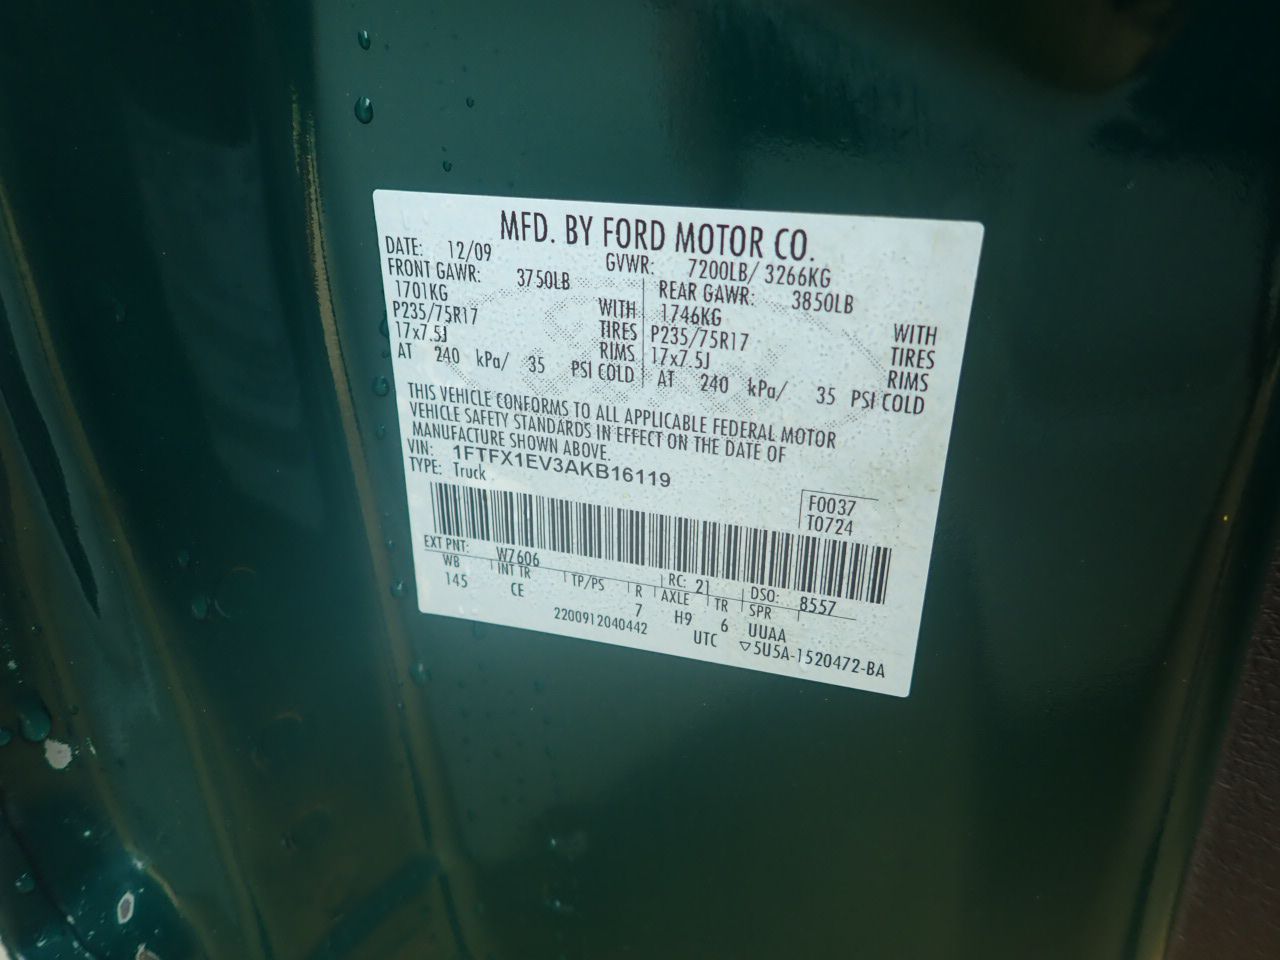 MFD. BY FORD MOTOR CO.
DATE: 12/09 GVWR: 7200LB/ 3266KG
FRONT GAWR: 3750LB REAR GAWR: 3850LB
1701KG WITH 1746KG WITH
P235/75R17 TIRES P235/75R17 TIRES
17x7.5J RIMS 17x7.5J RIMS
AT 240 kPa/ 35 PSI COLD AT 240 kPa/ 35 PSI COLD
THIS VEHICLE CONFORMS TO ALL APPLICABLE FEDERAL MOTOR
VEHICLE SAFETY STANDARDS IN EFFECT ON THE DATE OF
MANUFACTURE SHOWN ABOVE.
VIN: 1FTFX1EV3AKB16119
TYPE: Truck
F0037
T0724
EXT PNT: W7606 RC: 21 DSO: 8557
WB INT TR TP/PS R AXLE TR SPR
145 CE 7 H9 6 UUAA
2200912040442 UTC ▽5U5A-1520472-BA